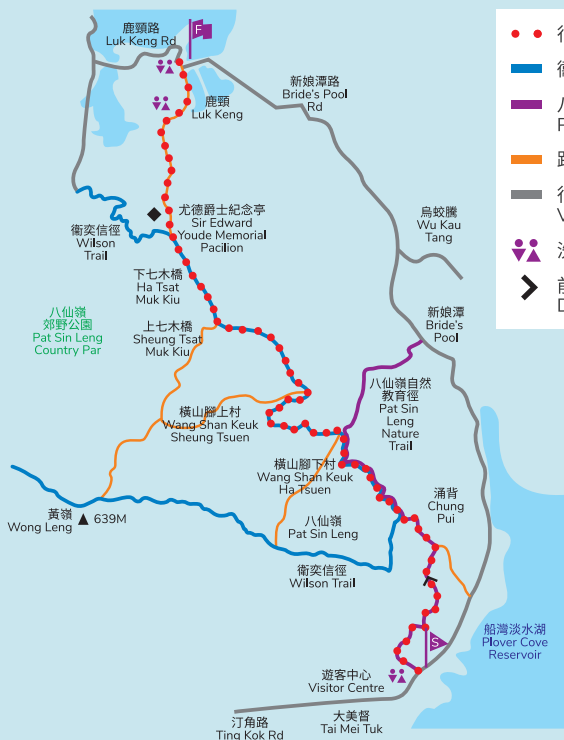 鹿頸路
Luk Keng Rd
F
新娘潭路
Bride's Pool
Rd
鹿頸
Luk Keng
烏蛟騰
Wu Kau
Tang
尤德爵士紀念亭
Sir Edward
Youde Memorial
Pacilion
衞奕信徑
Wilson
Trail
下七木橋
Ha Tsat
Muk Kiu
八仙嶺
郊野公園
Pat Sin Leng
Country Par
上七木橋
Sheung Tsat
Muk Kiu
新娘潭
Bride's
Pool
八仙嶺自然
教育徑
Pat Sin
Leng
Nature
Trail
橫山腳上村
Wang Shan Keuk
Sheung Tsuen
橫山腳下村
Wang Shan Keuk
Ha Tsuen
涌背
Chung
Pui
黃嶺
Wong Leng
639M
八仙嶺
Pat Sin Leng
衞奕信徑
Wilson Trail
船灣淡水湖
Plover Cove
Reservoir
S
遊客中心
Visitor Centre
汀角路
Ting Kok Rd
大美督
Tai Mei Tuk